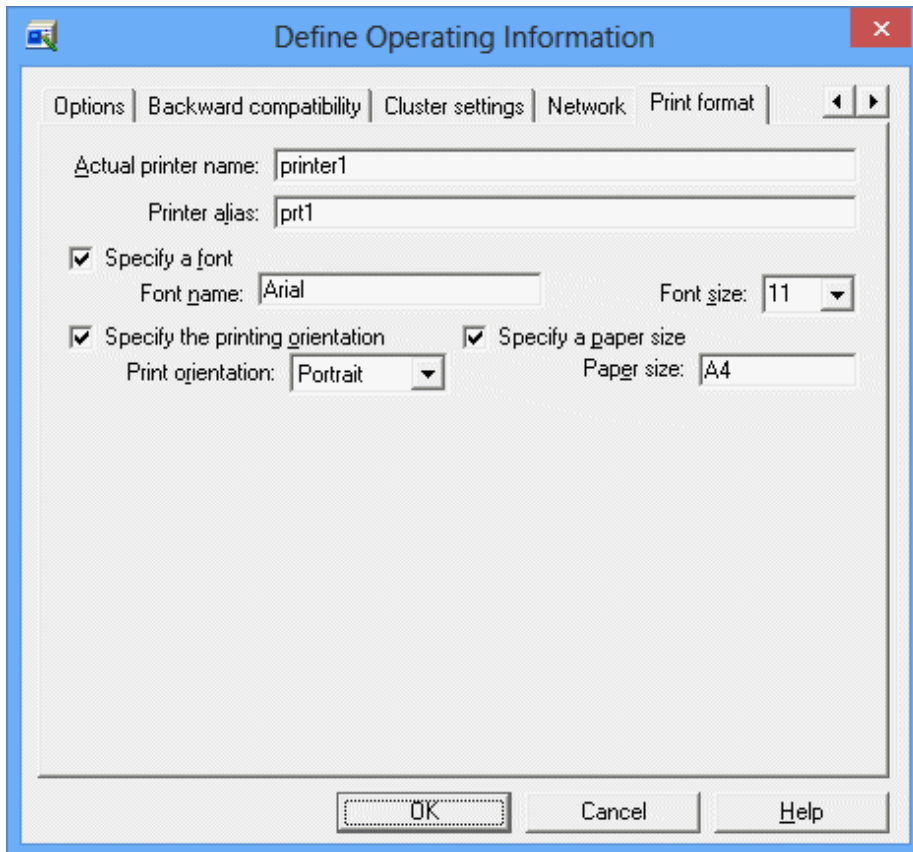 Define Operating Information
Options Backward compatibility Cluster settings Network Print format
Actual printer name: printer1
Printer alias: prt1
Specify a font
Font name: Arial Font size: 11
Specify the printing orientation Specify a paper size
Print orientation: Portrait Paper size: A4
OK Cancel Help